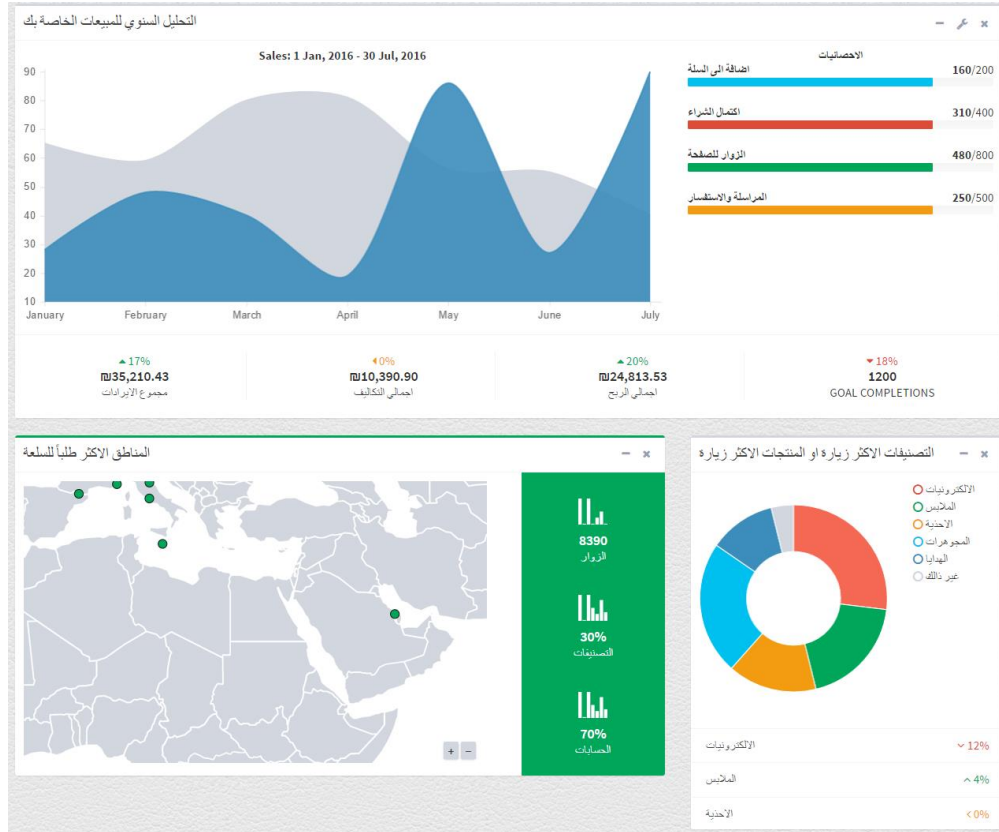 التحليل السنوي للمبيعات الخاصة بك
Sales: 1 Jan, 2016 - 30 Jul, 2016
90
80
70
60
50
40
30
20
10
January February March April May June July
الاحصائيات
اضافة الى السلة 160/200
اكتمال الشراء 310/400
الزوار للصفحة 480/800
المراسلة والاستفسار 250/500
17%
₪35,210.43
مجموع الايرادات
0%
₪10,390.90
اجمالي التكاليف
20%
₪24,813.53
اجمالي الربح
18%
1200
GOAL COMPLETIONS
المناطق الاكثر طلباً للسلعة
8390
الزوار
30%
التصنيفات
70%
الحسابات
+ −
التصنيفات الاكثر زيارة او المنتجات الاكثر زيارة
الالكترونيات
الملابس
الاحذية
المجوهرات
الهدايا
غير ذالك
الالكترونيات 12%
الملابس 4%
الاحذية 0%